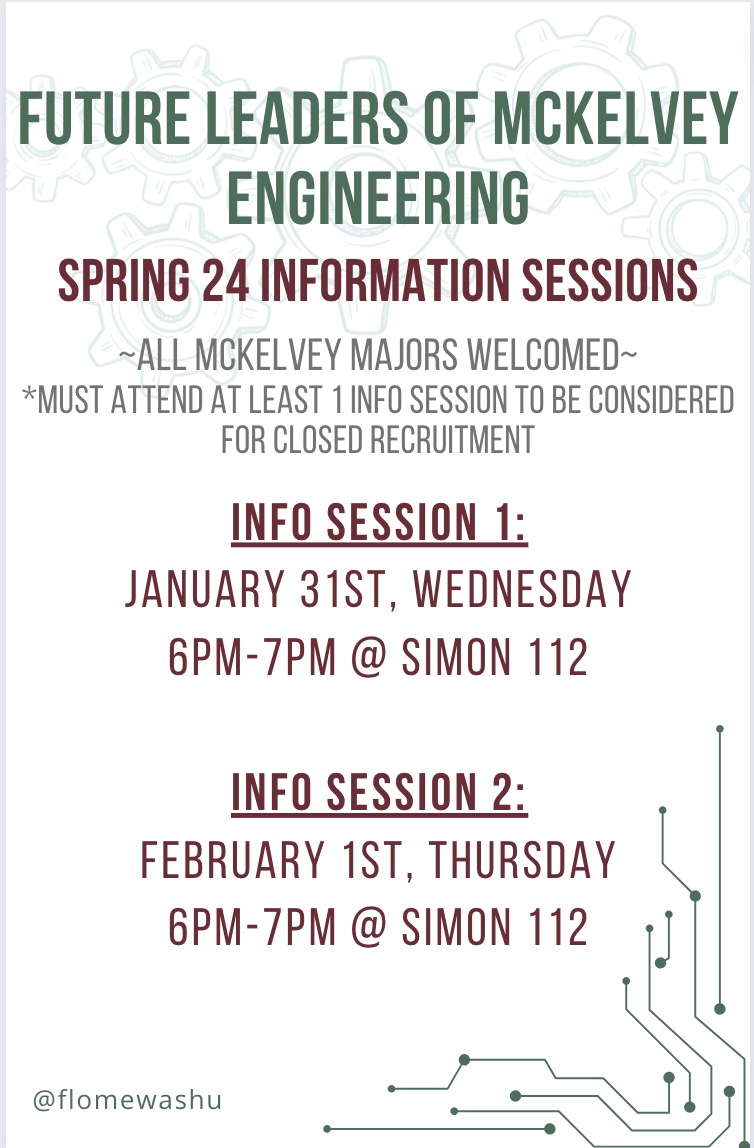 FUTURE LEADERS OF MCKELVEY
ENGINEERING
SPRING 24 INFORMATION SESSIONS
~ALL MCKELVEY MAJORS WELCOMED~
*MUST ATTEND AT LEAST 1 INFO SESSION TO BE CONSIDERED
FOR CLOSED RECRUITMENT
INFO SESSION 1:
JANUARY 31ST, WEDNESDAY
6PM-7PM @ SIMON 112
INFO SESSION 2:
FEBRUARY 1ST, THURSDAY
6PM-7PM @ SIMON 112
@flomewashu